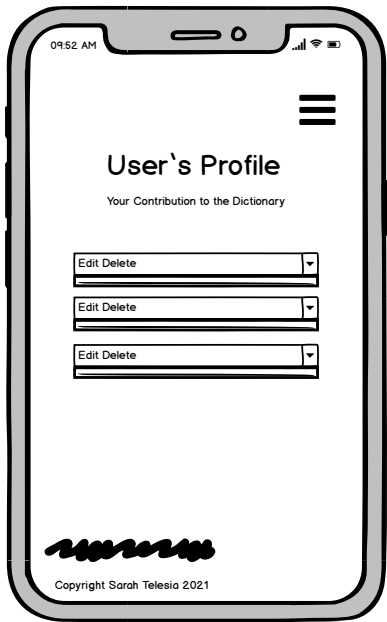 09:52 AM
User`s Profile
Your Contribution to the Dictionary
Edit Delete
Edit Delete
Edit Delete
Copyright Sarah Telesia 2021